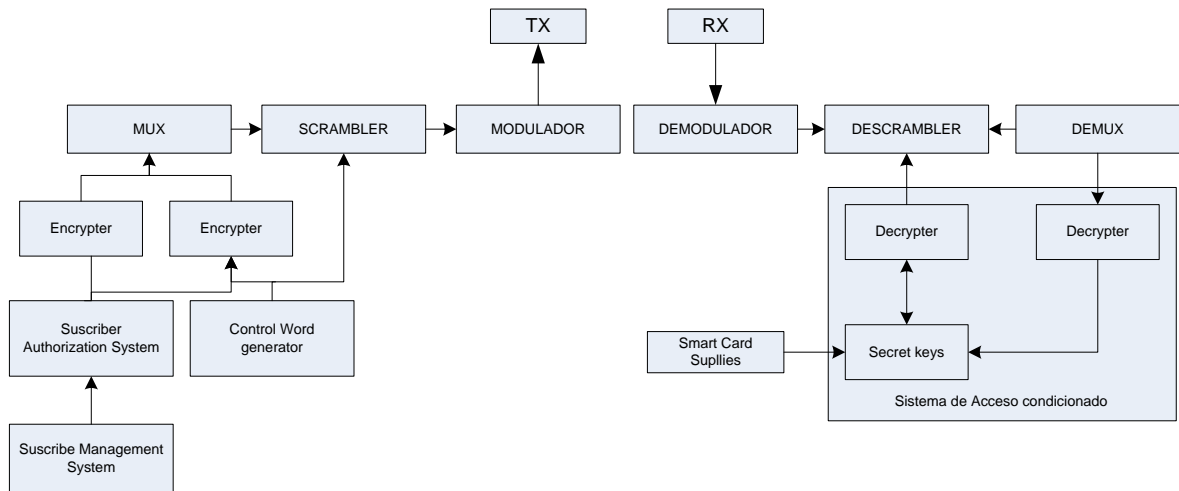 TX
RX
MUX
SCRAMBLER
MODULADOR
DEMODULADOR
DESCRAMBLER
DEMUX
Encrypter
Encrypter
Decrypter
Decrypter
Suscriber
Authorization System
Control Word
generator
Smart Card
Supllies
Secret keys
Sistema de Acceso condicionado
Suscribe Management
System